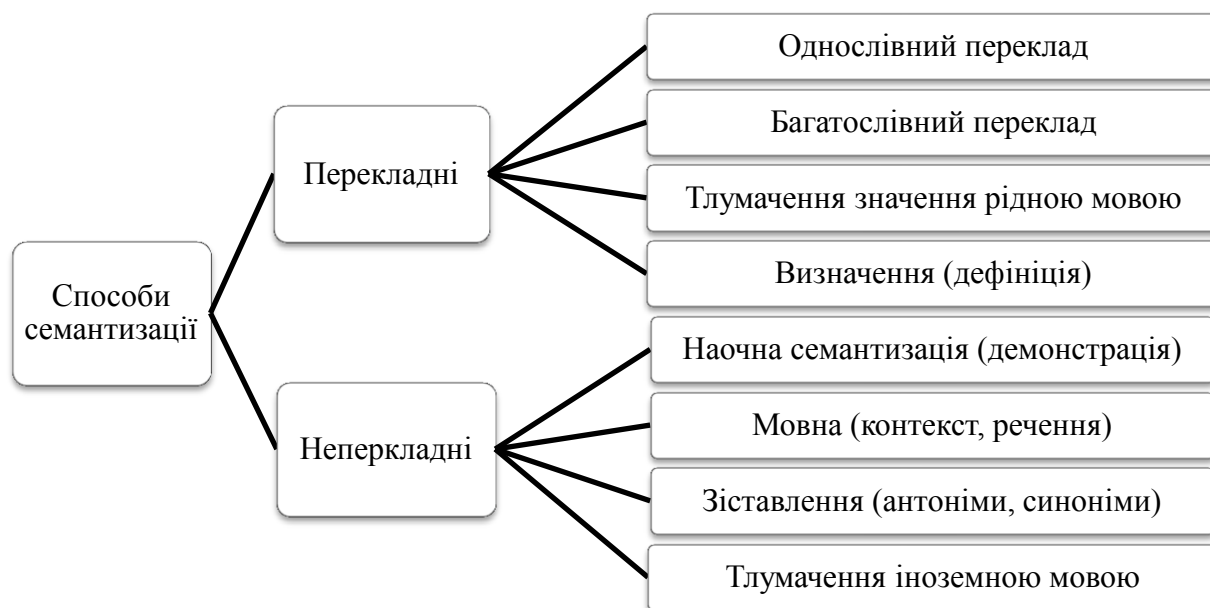 Способи
семантизації
Перекладні
Однослівний переклад
Багатослівний переклад
Тлумачення значення рідною мовою
Визначення (дефініція)
Неперкладні
Наочна семантизація (демонстрація)
Мовна (контекст, речення)
Зіставлення (антоніми, синоніми)
Тлумачення іноземною мовою